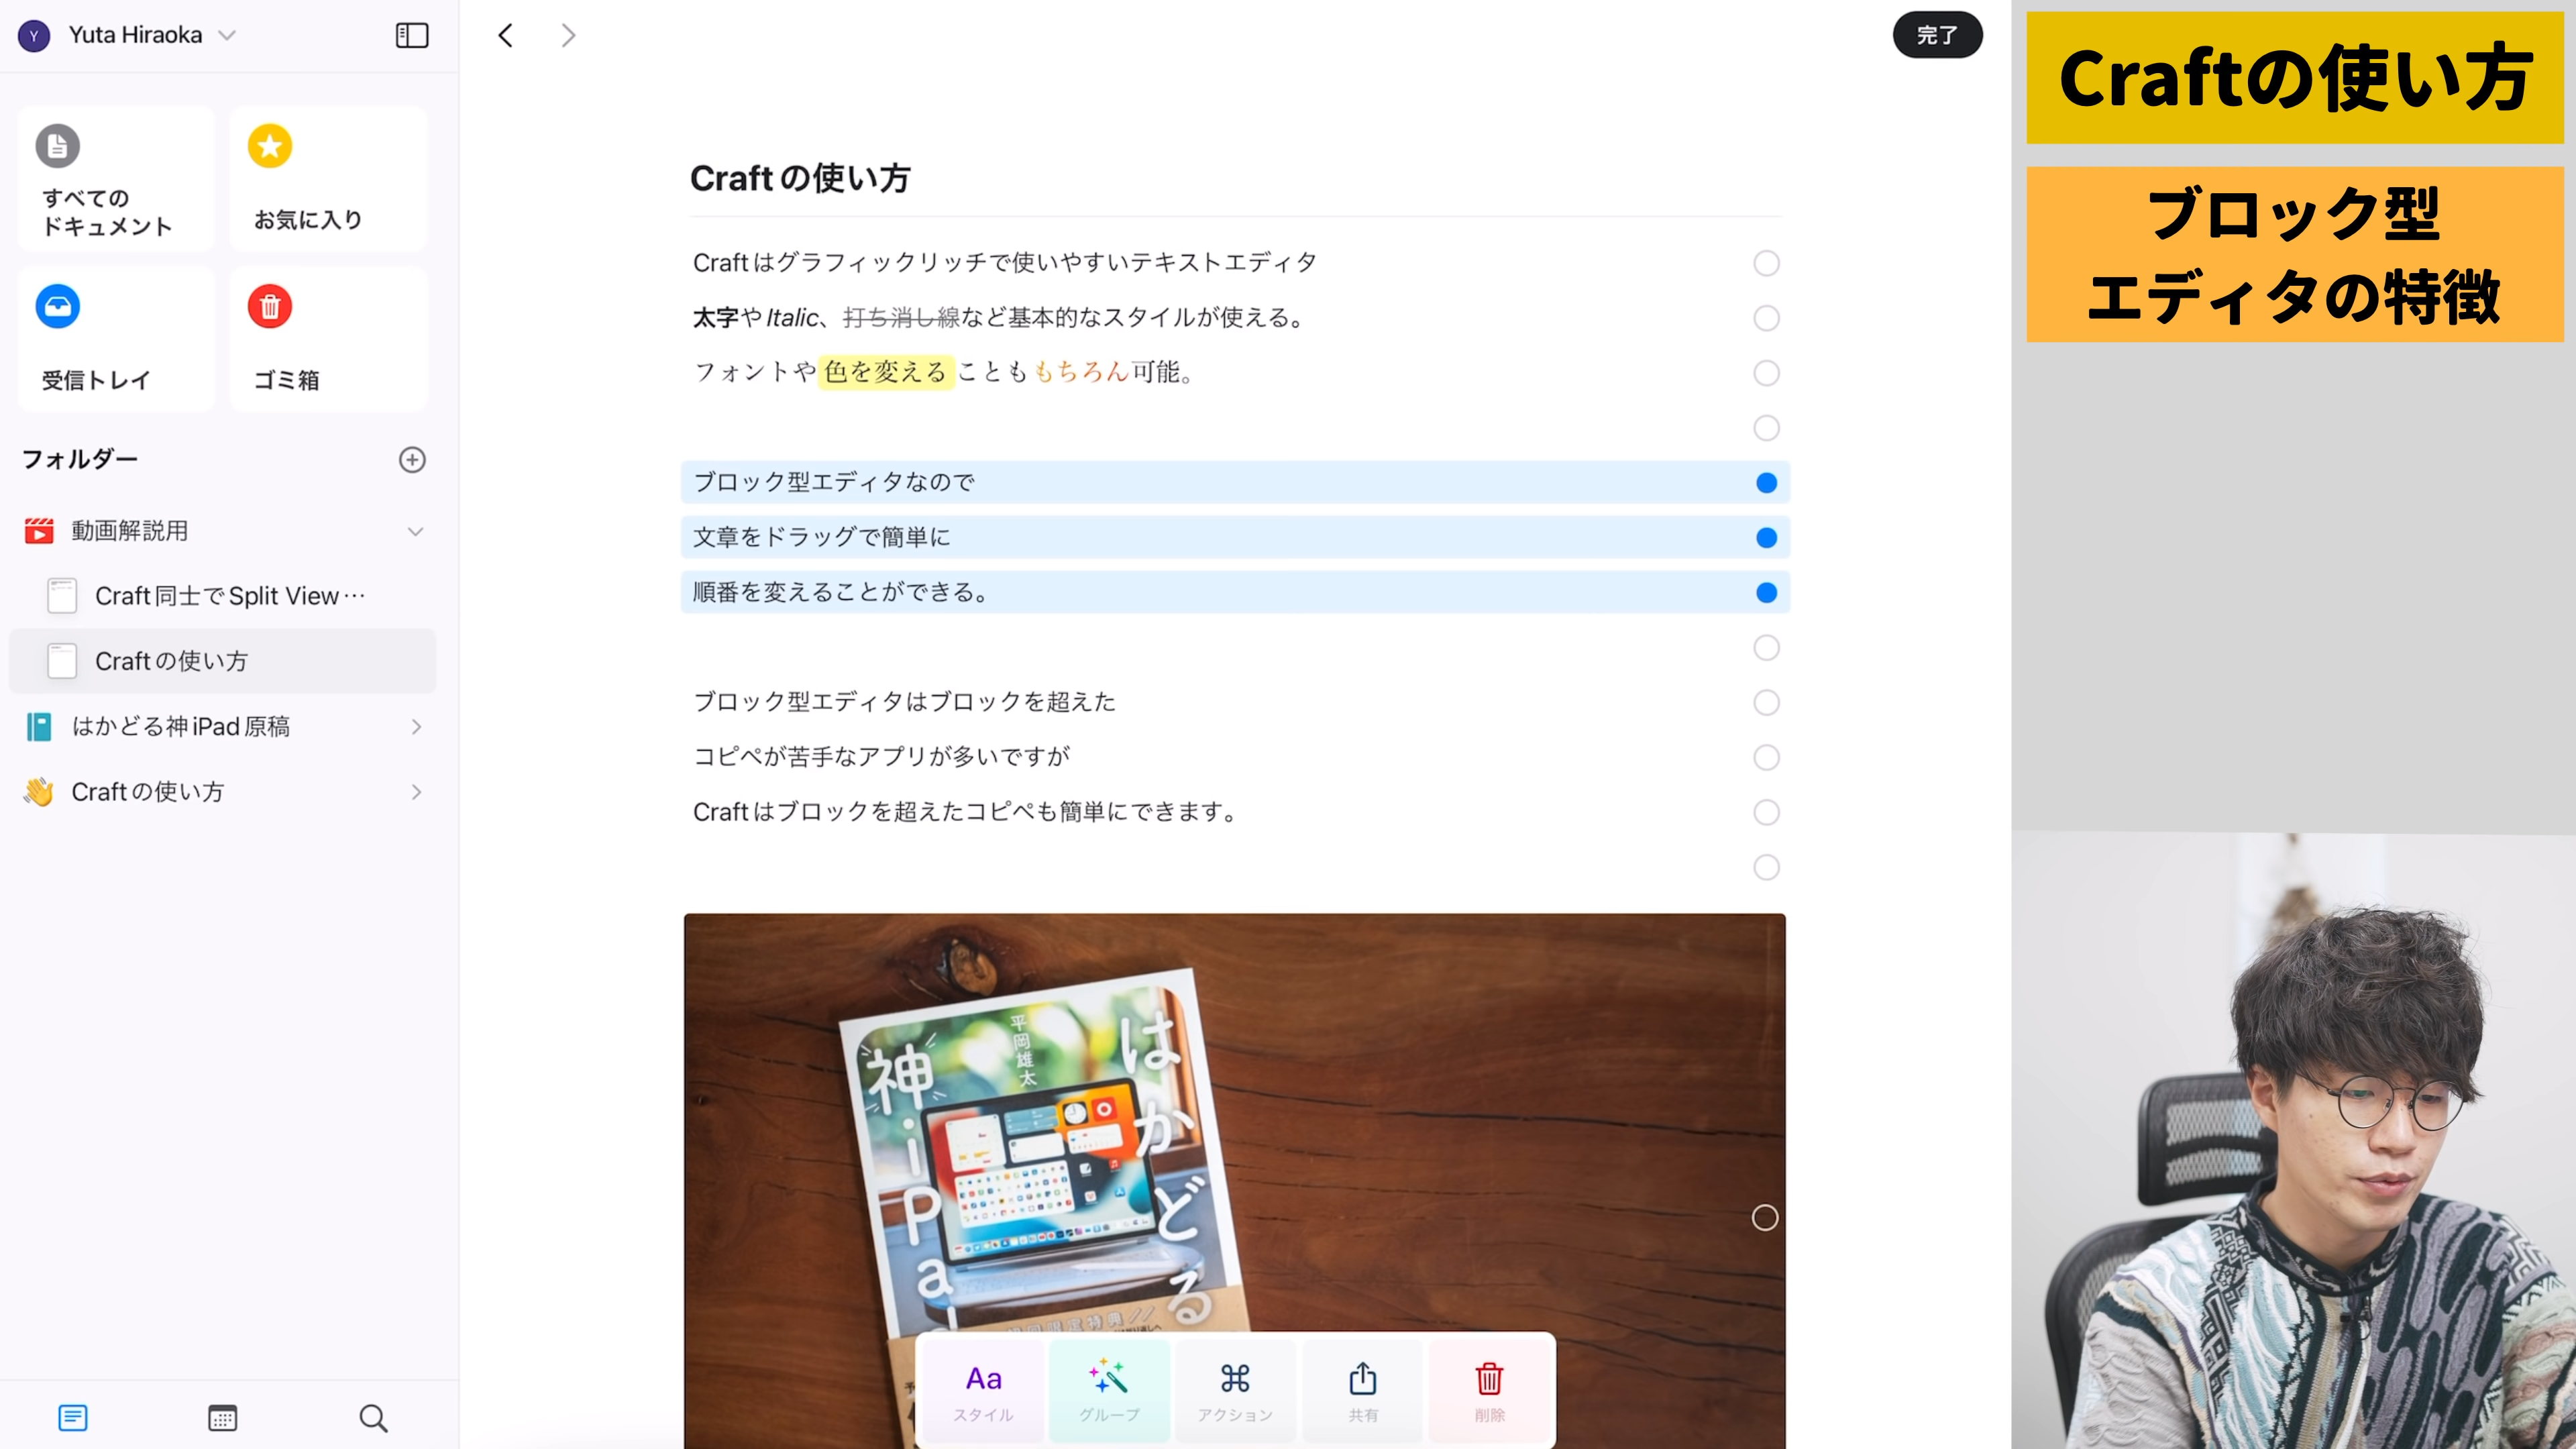 Y Yuta Hiraoka
すべての
ドキュメント
お気に入り
受信トレイ
ゴミ箱
フォルダー
動画解説用
Craft同士でSplit View…
Craftの使い方
はかどる神iPad原稿
Craftの使い方
完了
Craftの使い方
Craftはグラフィックリッチで使いやすいテキストエディタ
太字やItalic、打ち消し線など基本的なスタイルが使える。
フォントや色を変えることももちろん可能。
ブロック型エディタなので
文章をドラッグで簡単に
順番を変えることができる。
ブロック型エディタはブロックを超えた
コピペが苦手なアプリが多いですが
Craftはブロックを超えたコピペも簡単にできます。
はかどる
平岡雄太
神iPa
Aa
スタイル
グループ
アクション
共有
削除
Craftの使い方
ブロック型
エディタの特徴